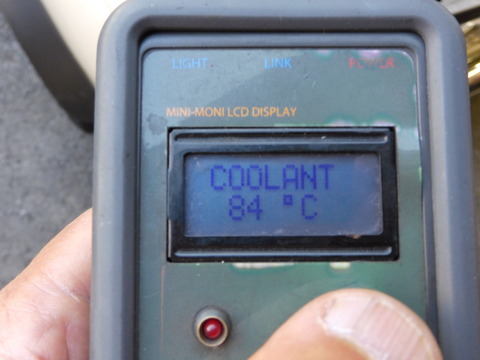 LIGHT LINK POWER
MINI-MONI LCD DISPLAY
COOLANT
84 °C